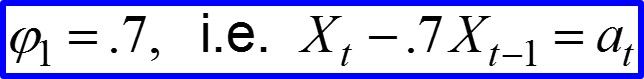 φ₁ = .7, i.e. Xₜ − .7Xₜ₋₁ = aₜ